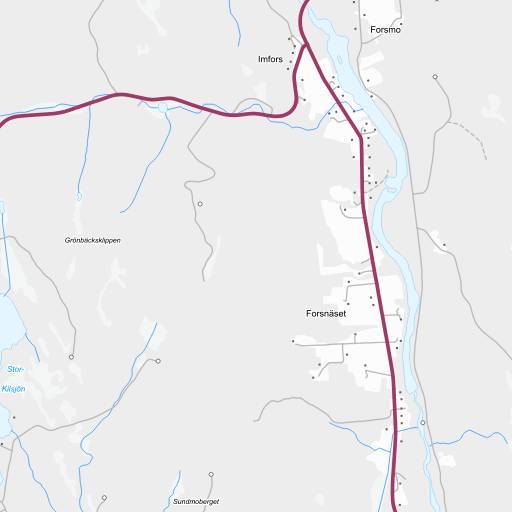 Forsmo
Imfors
Grönbäcksklippen
Forsnäset
Stor-
Kilsjön
Sundmoberget